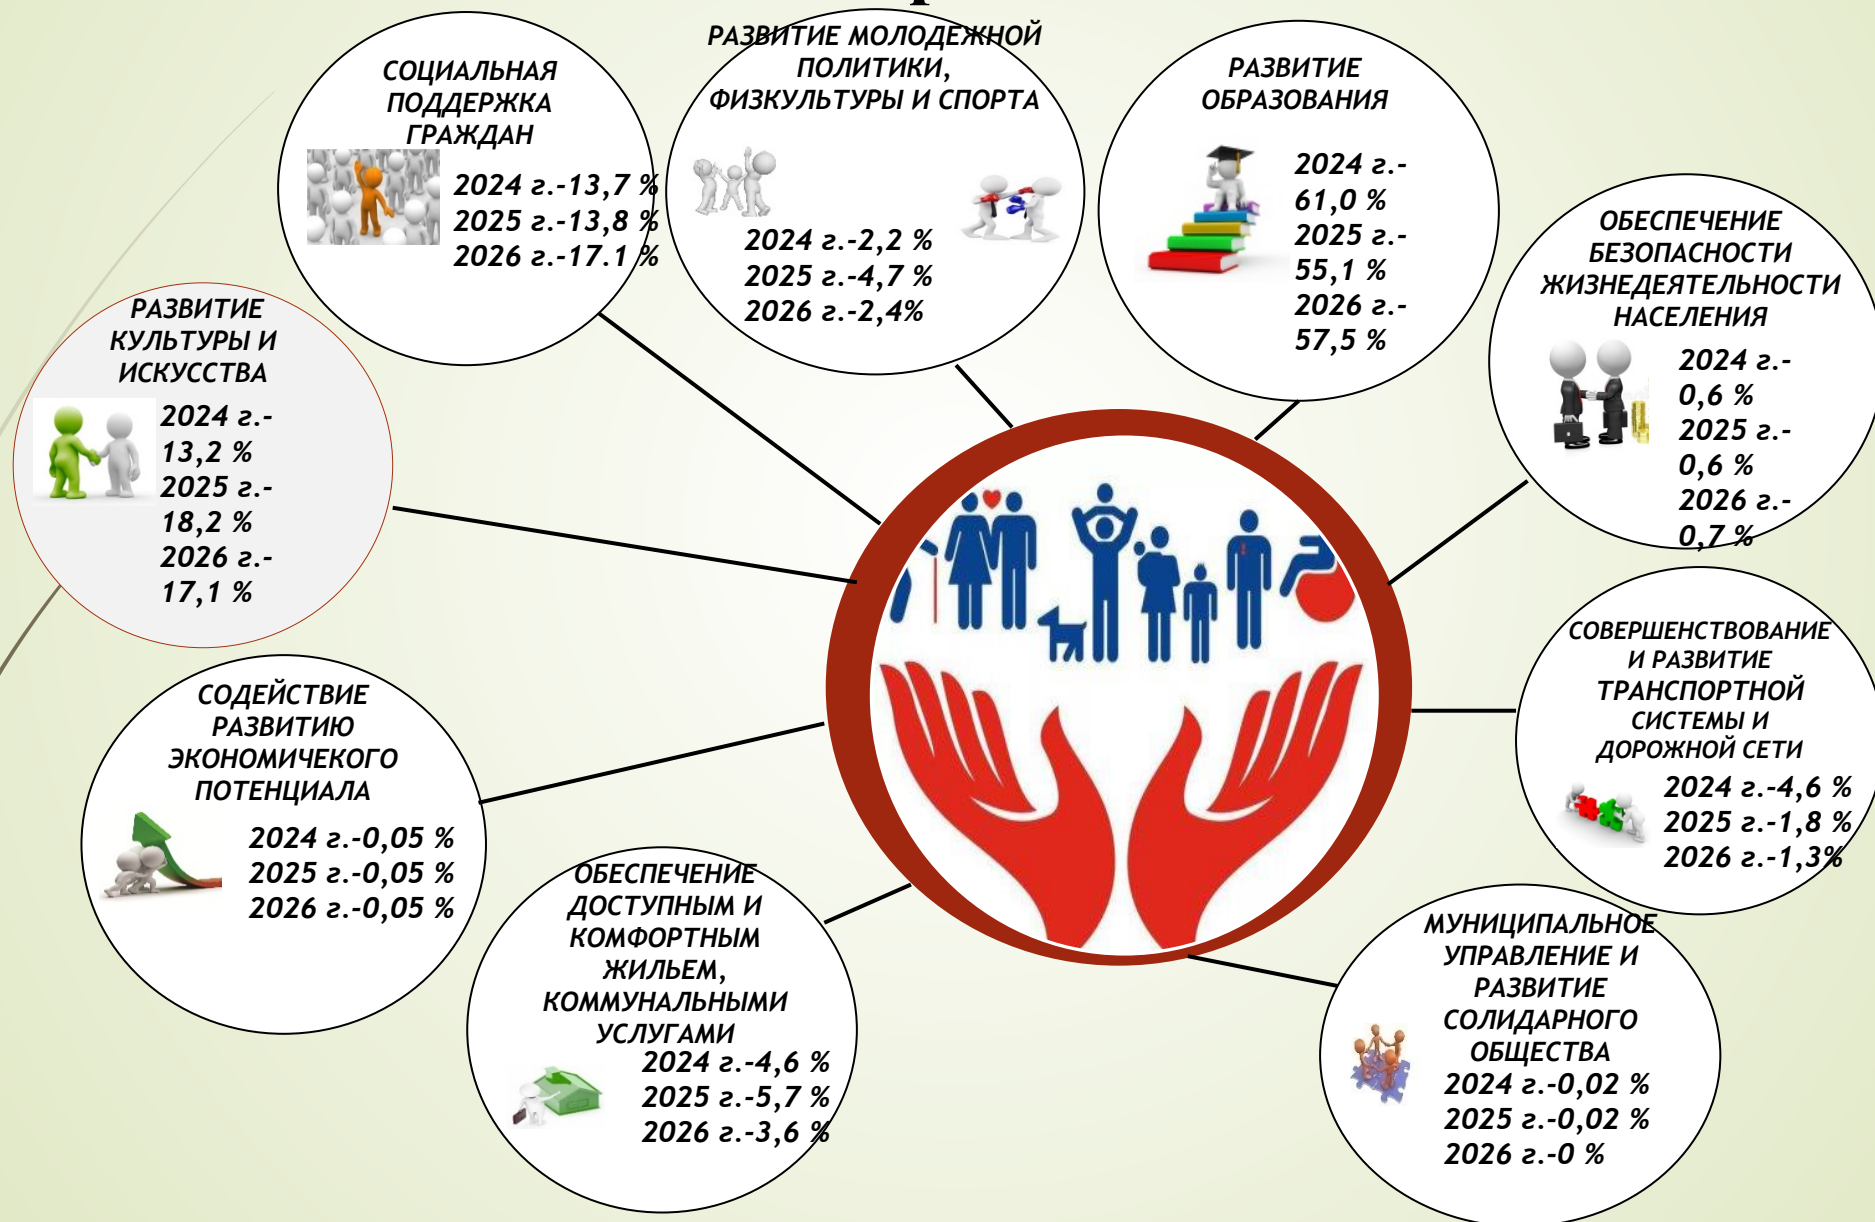 СОЦИАЛЬНАЯ
ПОДДЕРЖКА
ГРАЖДАН
2024 г.-13,7 %
2025 г.-13,8 %
2026 г.-17.1 %
РАЗВИТИЕ МОЛОДЕЖНОЙ
ПОЛИТИКИ,
ФИЗКУЛЬТУРЫ И СПОРТА
2024 г.-2,2 %
2025 г.-4,7 %
2026 г.-2,4%
РАЗВИТИЕ
ОБРАЗОВАНИЯ
2024 г.-
61,0 %
2025 г.-
55,1 %
2026 г.-
57,5 %
ОБЕСПЕЧЕНИЕ
БЕЗОПАСНОСТИ
ЖИЗНЕДЕЯТЕЛЬНОСТИ
НАСЕЛЕНИЯ
2024 г.-
0,6 %
2025 г.-
0,6 %
2026 г.-
0,7 %
РАЗВИТИЕ
КУЛЬТУРЫ И
ИСКУССТВА
2024 г.-
13,2 %
2025 г.-
18,2 %
2026 г.-
17,1 %
СОВЕРШЕНСТВОВАНИЕ
И РАЗВИТИЕ
ТРАНСПОРТНОЙ
СИСТЕМЫ И
ДОРОЖНОЙ СЕТИ
2024 г.-4,6 %
2025 г.-1,8 %
2026 г.-1,3%
СОДЕЙСТВИЕ
РАЗВИТИЮ
ЭКОНОМИЧЕКОГО
ПОТЕНЦИАЛА
2024 г.-0,05 %
2025 г.-0,05 %
2026 г.-0,05 %
ОБЕСПЕЧЕНИЕ
ДОСТУПНЫМ И
КОМФОРТНЫМ
ЖИЛЬЕМ,
КОММУНАЛЬНЫМИ
УСЛУГАМИ
2024 г.-4,6 %
2025 г.-5,7 %
2026 г.-3,6 %
МУНИЦИПАЛЬНОЕ
УПРАВЛЕНИЕ И
РАЗВИТИЕ
СОЛИДАРНОГО
ОБЩЕСТВА
2024 г.-0,02 %
2025 г.-0,02 %
2026 г.-0 %